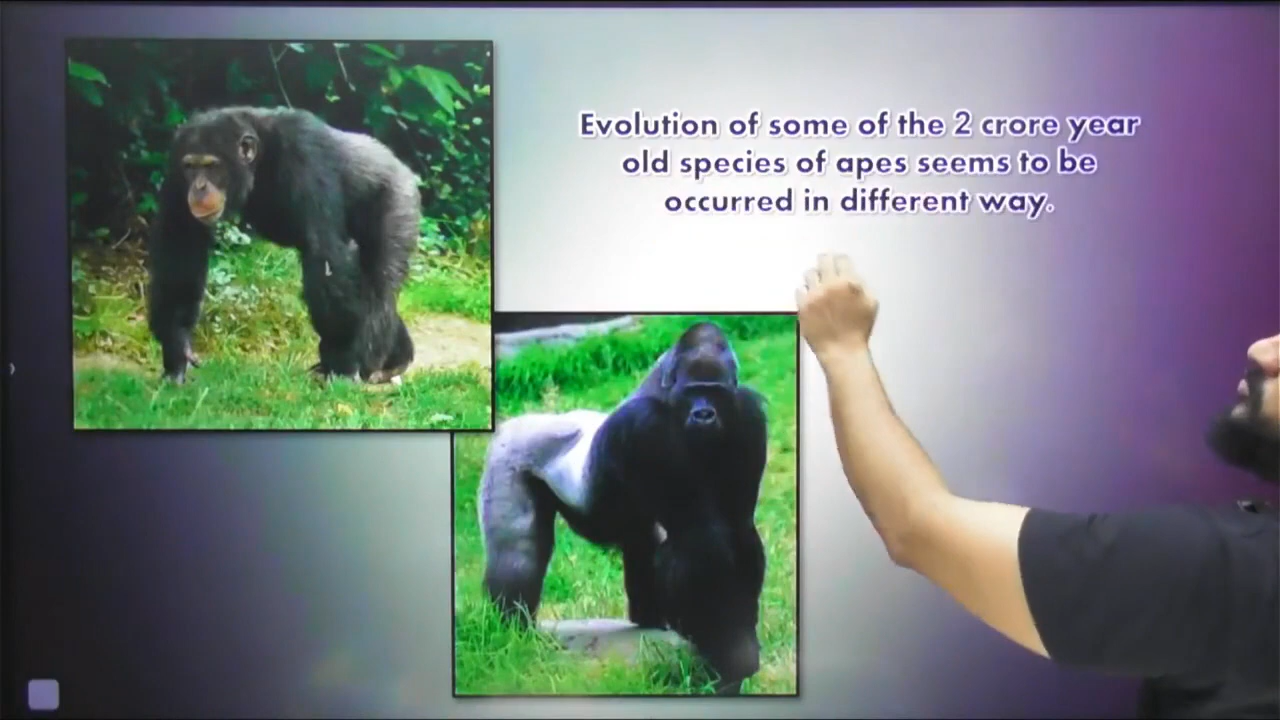 Evolution of some of the 2 crore year
old species of apes seems to be
occurred in different way.